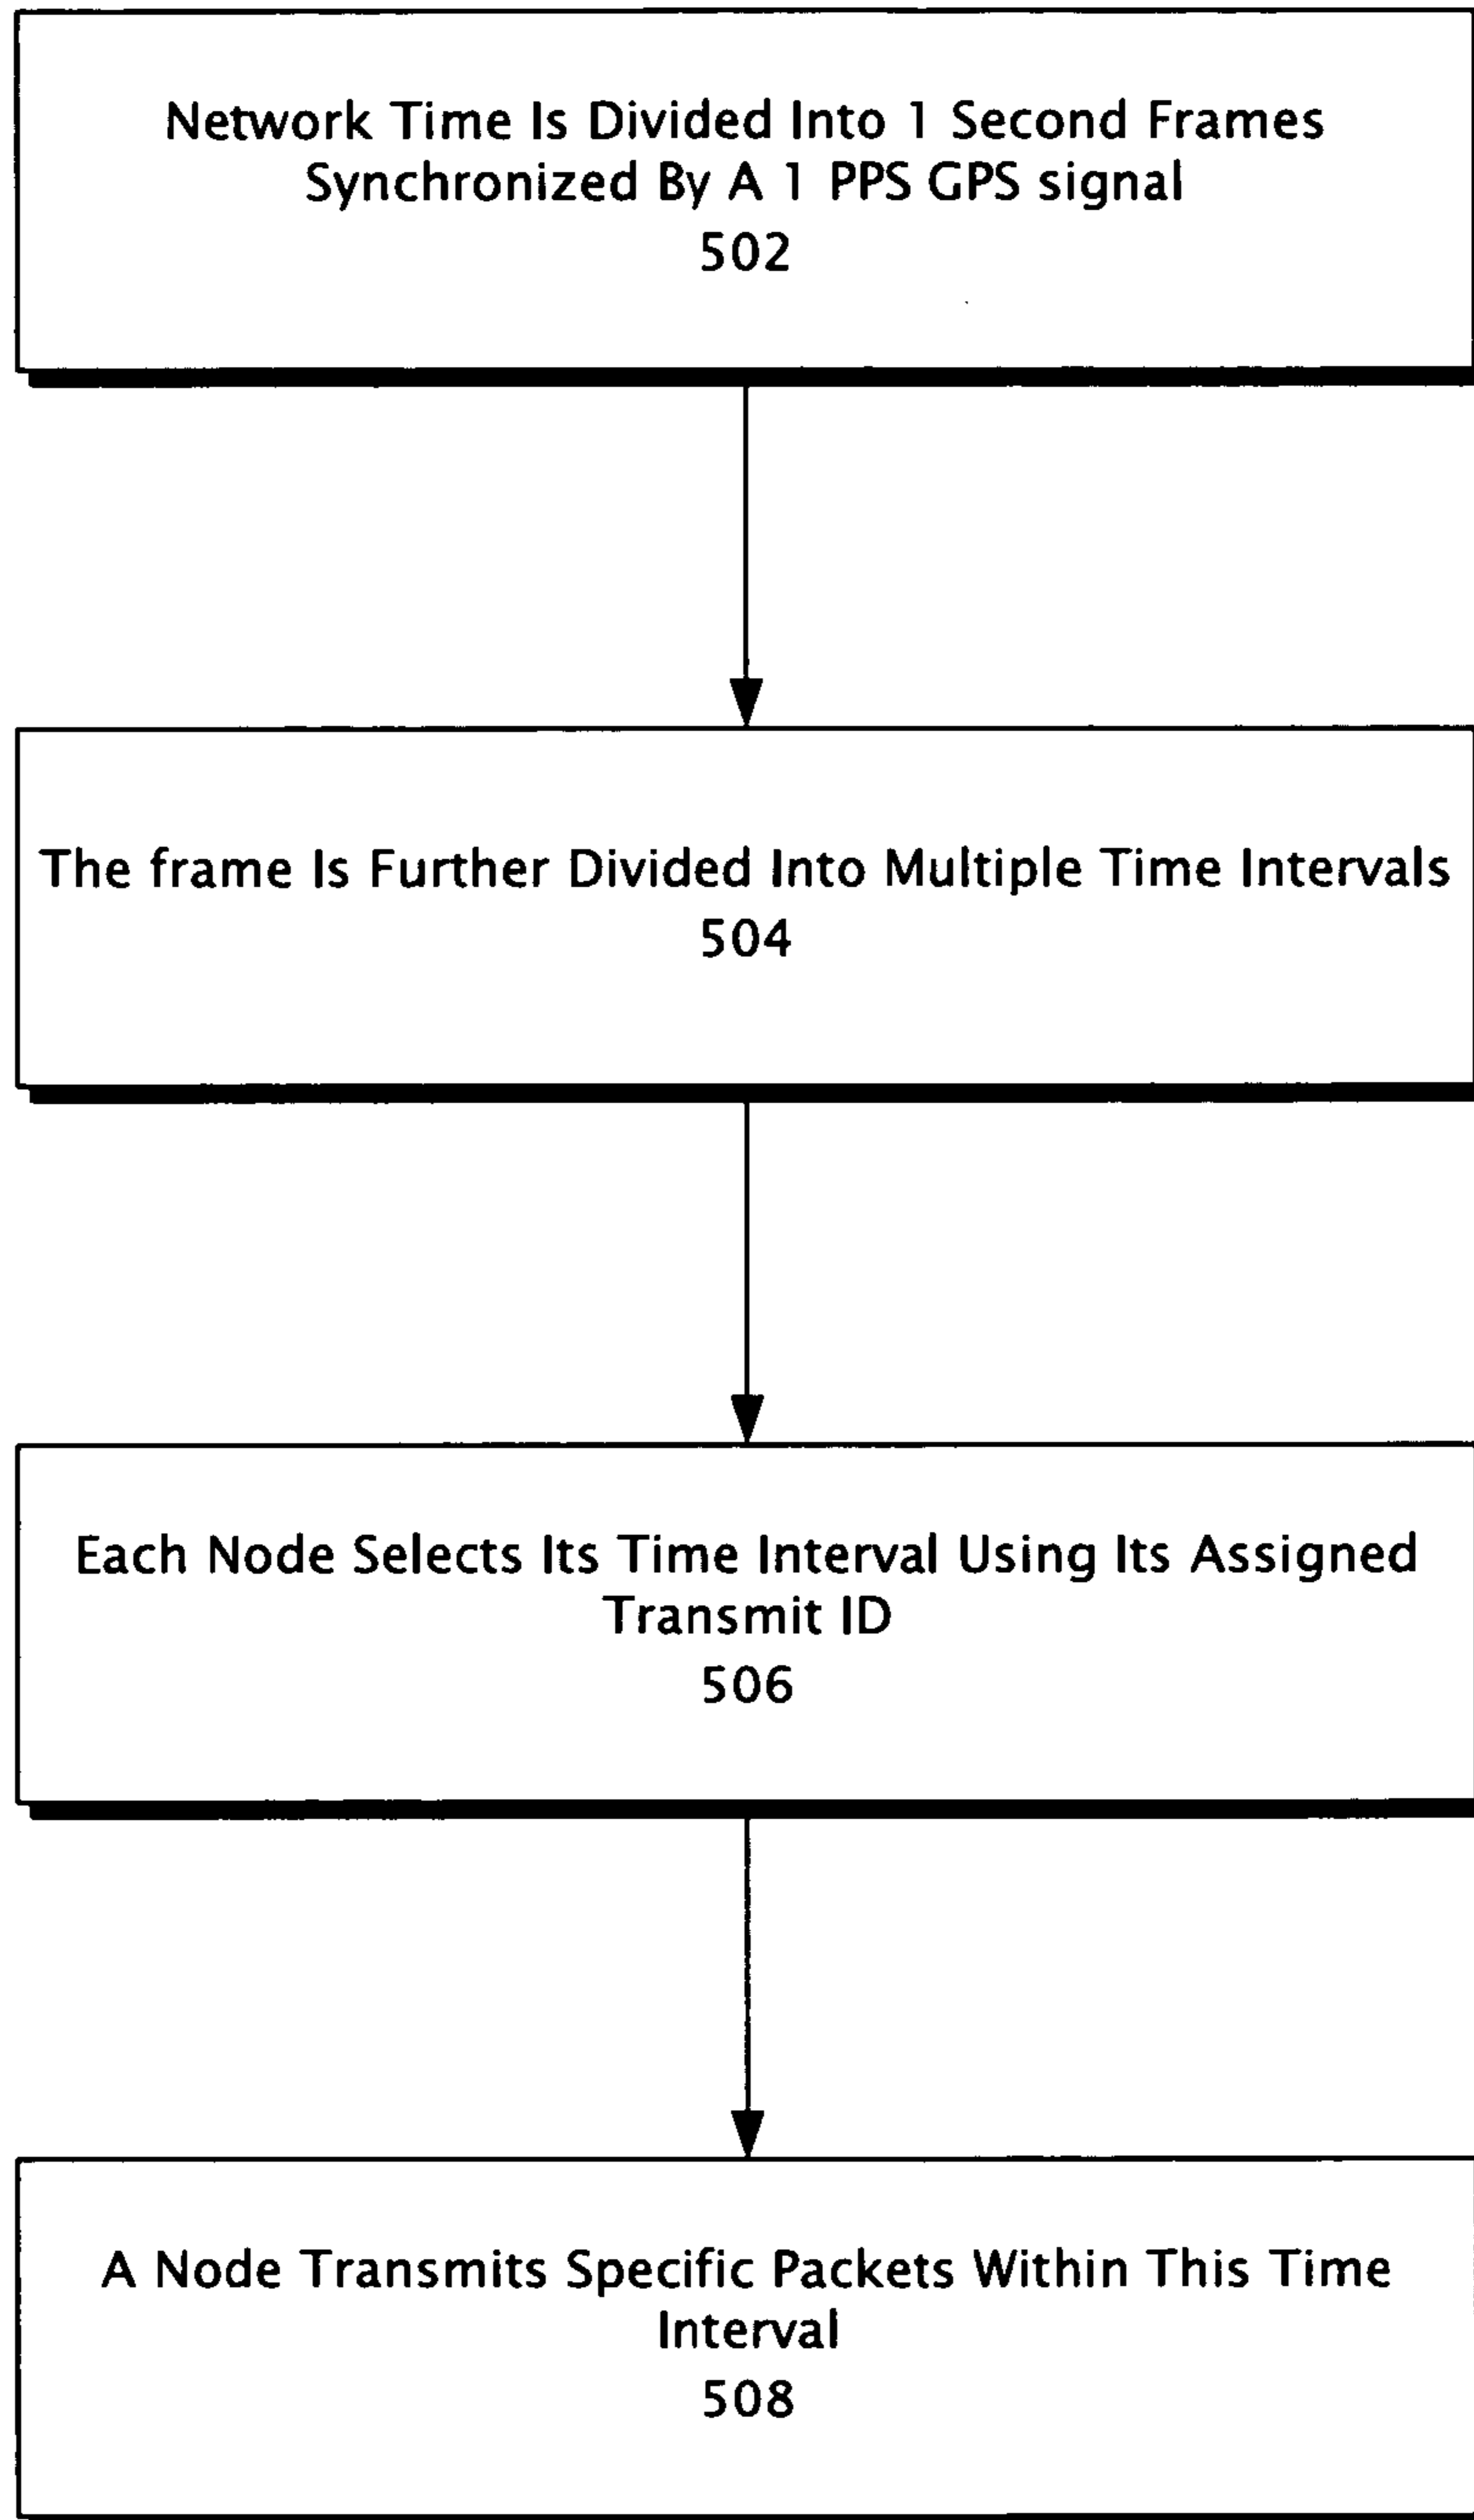 Network Time Is Divided Into 1 Second Frames
Synchronized By A 1 PPS GPS signal
502
The frame Is Further Divided Into Multiple Time Intervals
504
Each Node Selects Its Time Interval Using Its Assigned
Transmit ID
506
A Node Transmits Specific Packets Within This Time
Interval
508